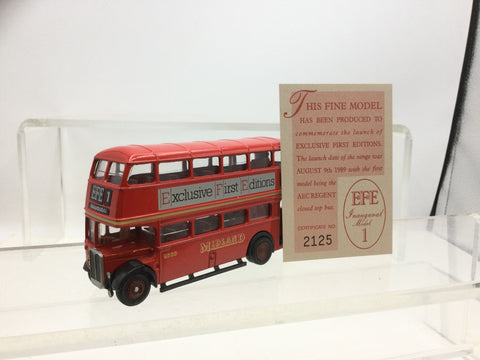 EFE 1
Exclusive First Editions
MIDLAND
THIS FINE MODEL
HAS BEEN PRODUCED TO
commemorate the launch of
EXCLUSIVE FIRST EDITIONS.
The launch date of the range was
AUGUST 9th 1989 with the first
model being the
AEC REGENT
closed top bus.
CERTIFICATE NO.
2125
EFE
Inaugural
Model
1